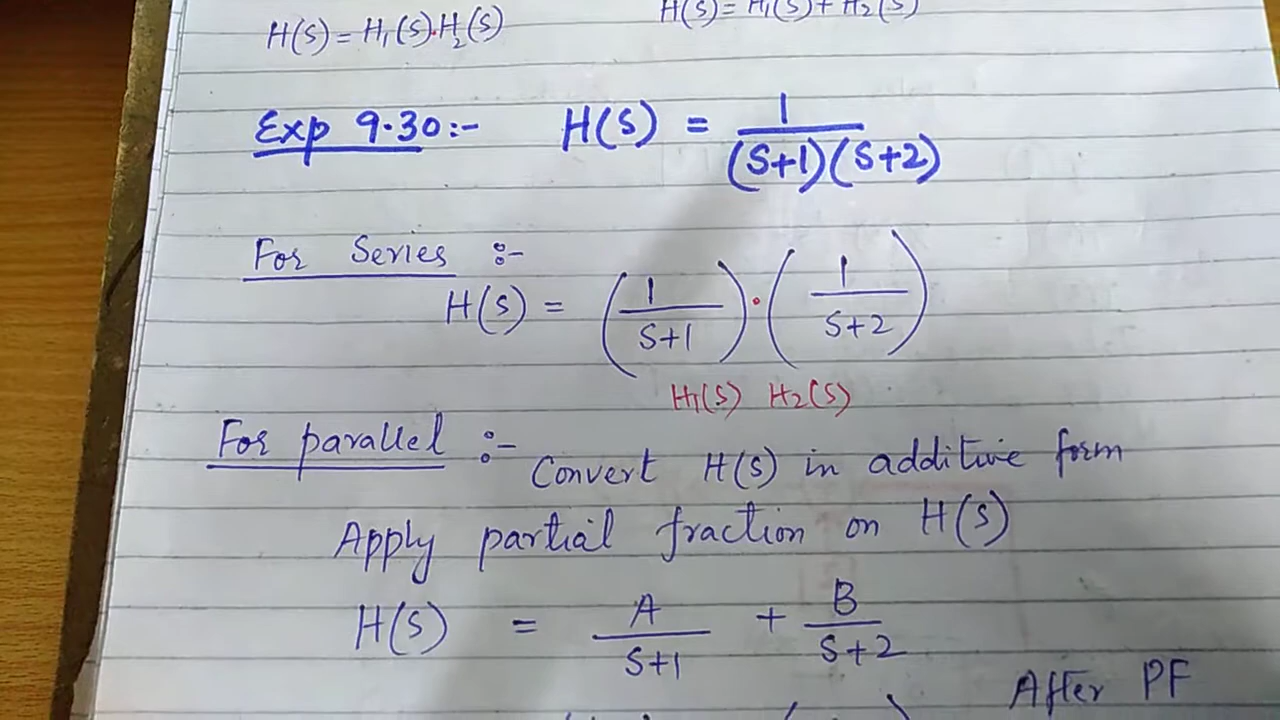 H(S) = H₁(S)·H₂(S)    H(S) = H₁(S) + H₂(S)
Exp 9.30:-    H(S) = 1/((S+1)(S+2))
For Series :-
H(S) = (1/(S+1)) · (1/(S+2))
H₁(S) H₂(S)
For parallel :- Convert H(S) in additive form
Apply partial fraction on H(S)
H(S) = A/(S+1) + B/(S+2)
After PF